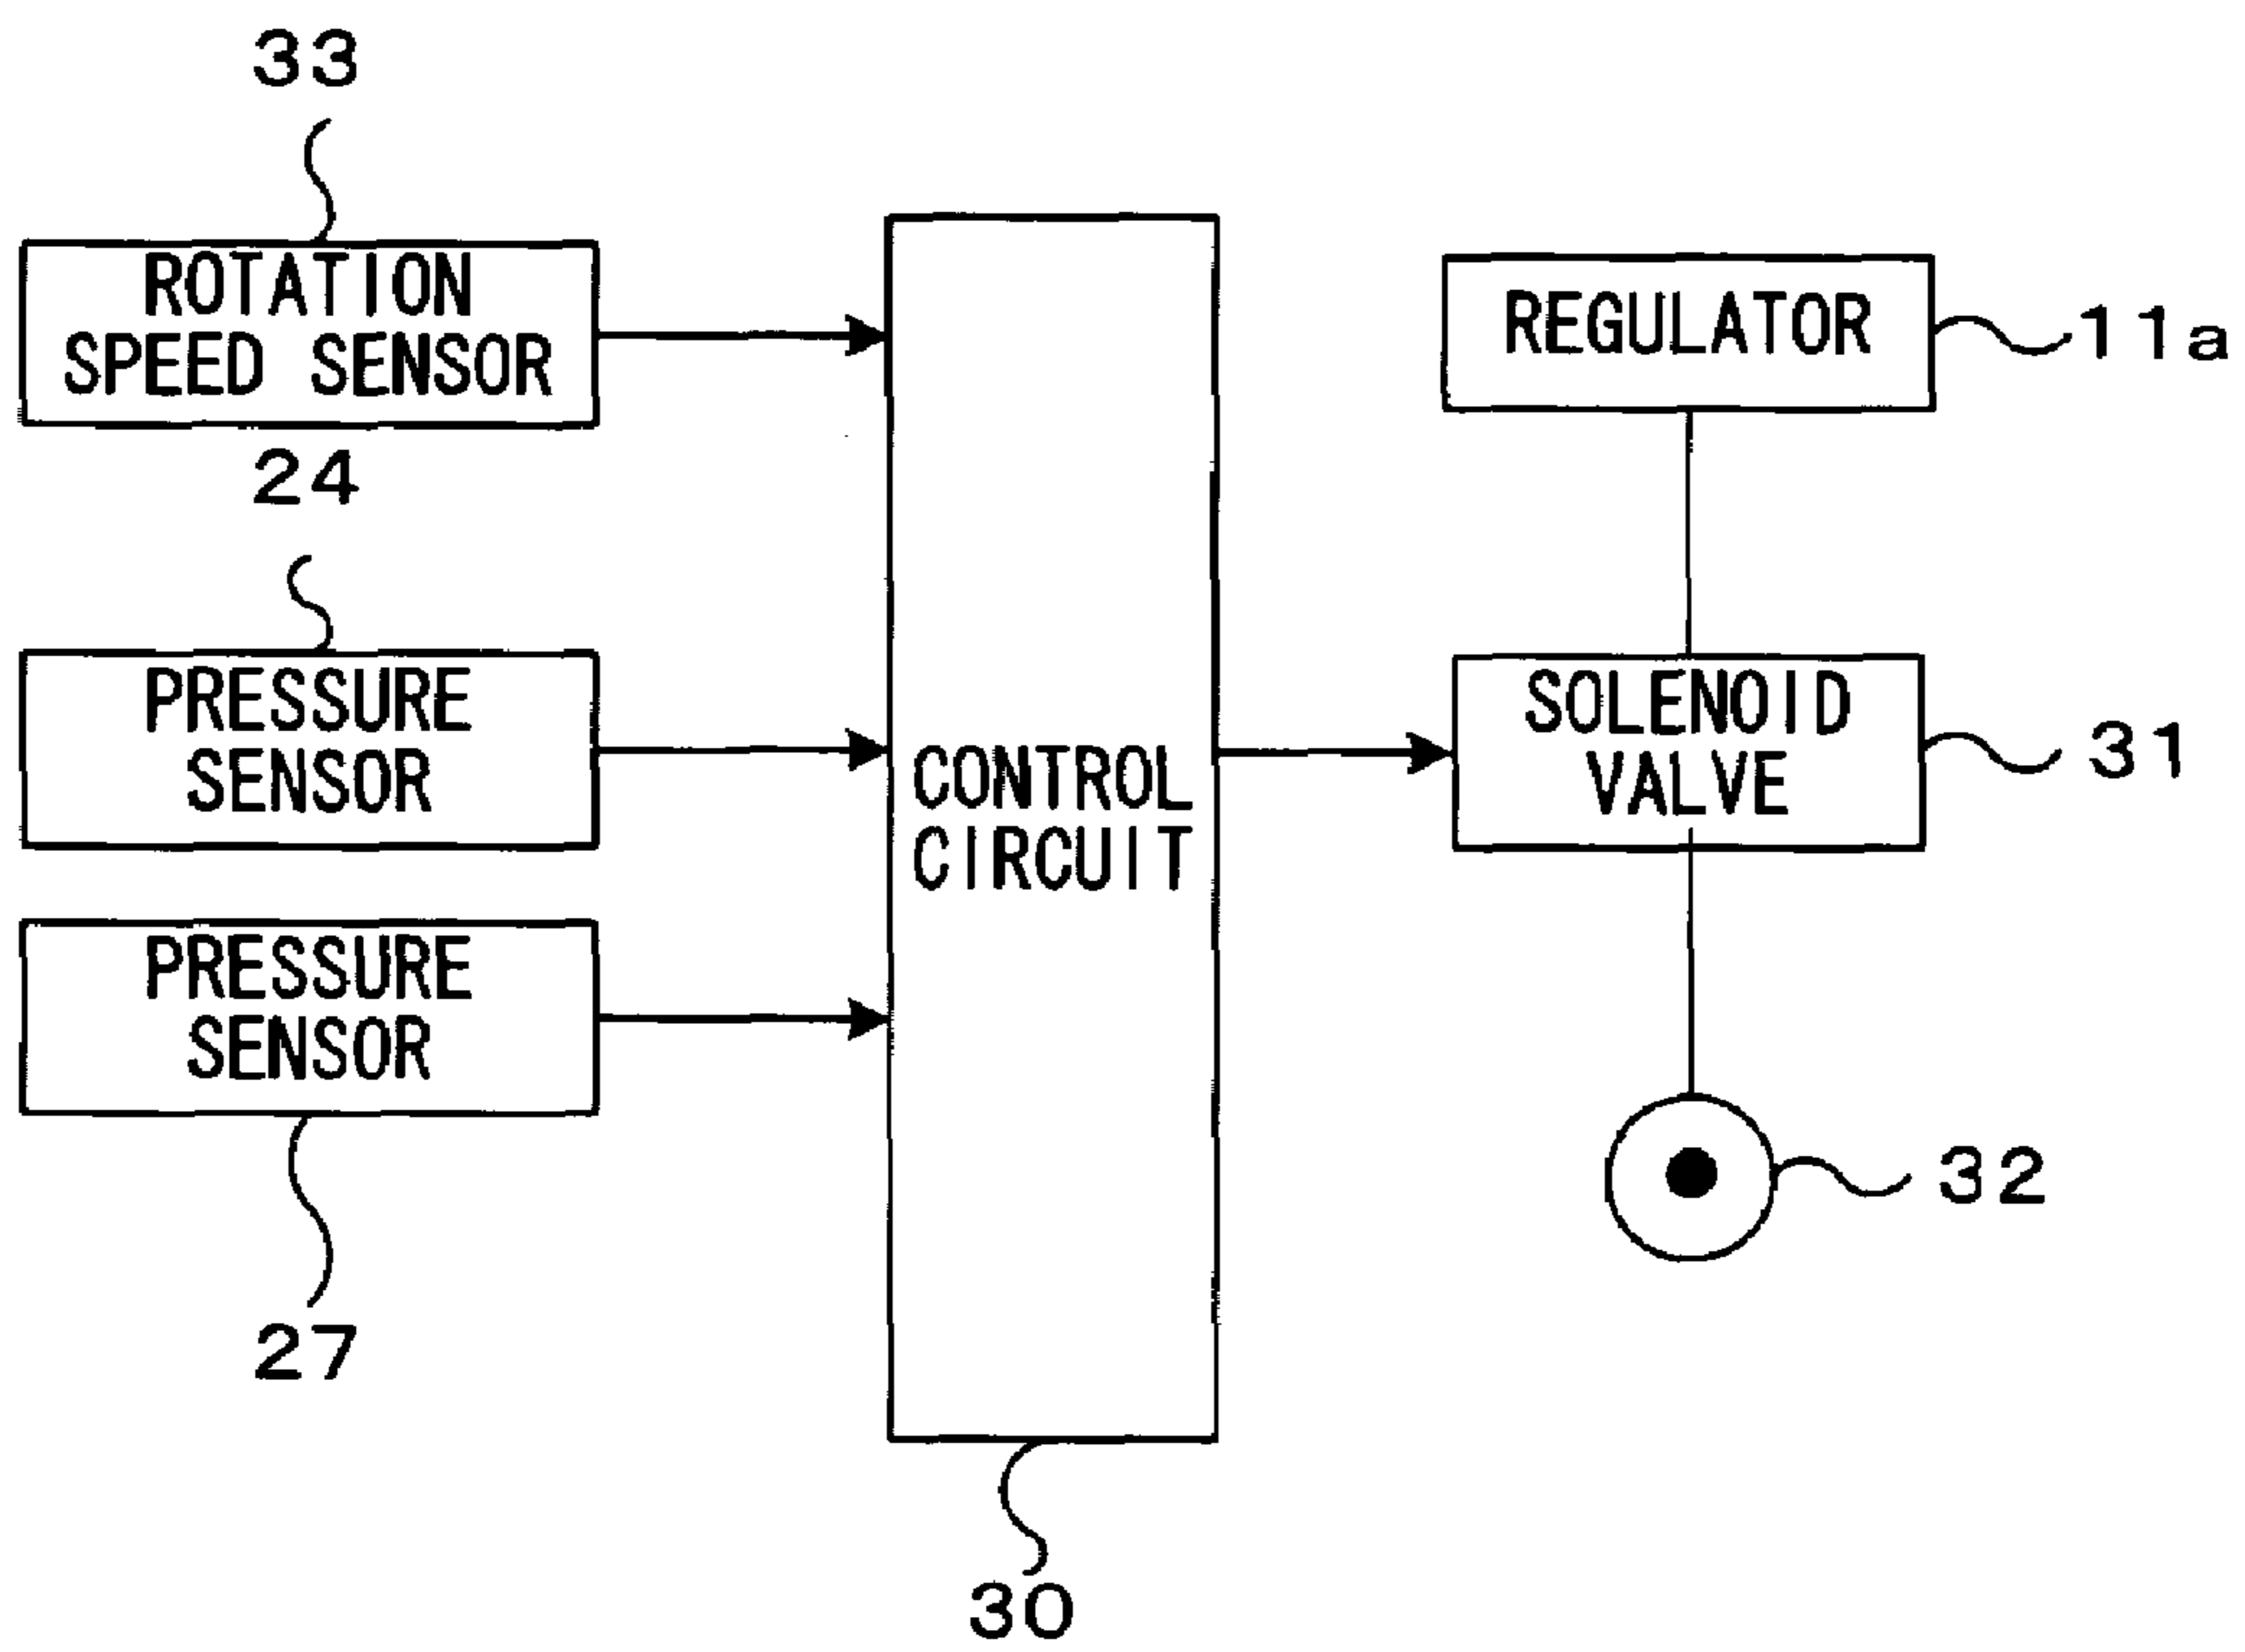 33
ROTATION
SPEED SENSOR
24
PRESSURE
SENSOR
PRESSURE
SENSOR
27
CONTROL
CIRCUIT
30
REGULATOR
11a
SOLENOID
VALVE
31
32